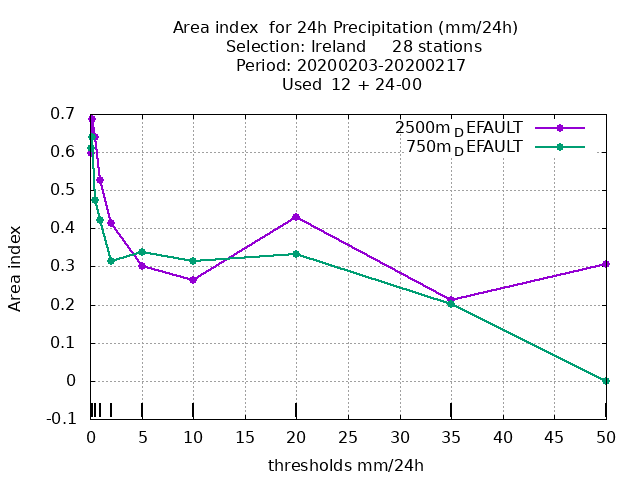 Area index  for 24h Precipitation (mm/24h)
Selection: Ireland     28 stations
Period: 20200203-20200217
Used  12 + 24-00
2500m_DEFAULT
750m_DEFAULT
Area index
0.7
0.6
0.5
0.4
0.3
0.2
0.1
0
-0.1
0 5 10 15 20 25 30 35 40 45 50
thresholds mm/24h